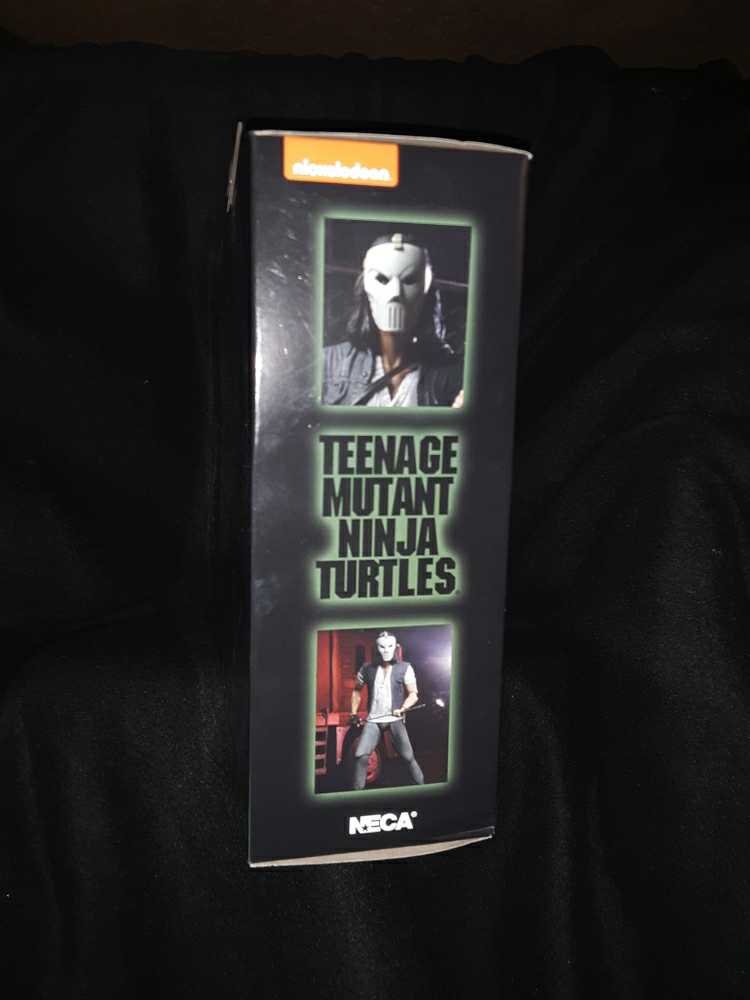 nickelodeon
TEENAGE
MUTANT
NINJA
TURTLES®
NECA®